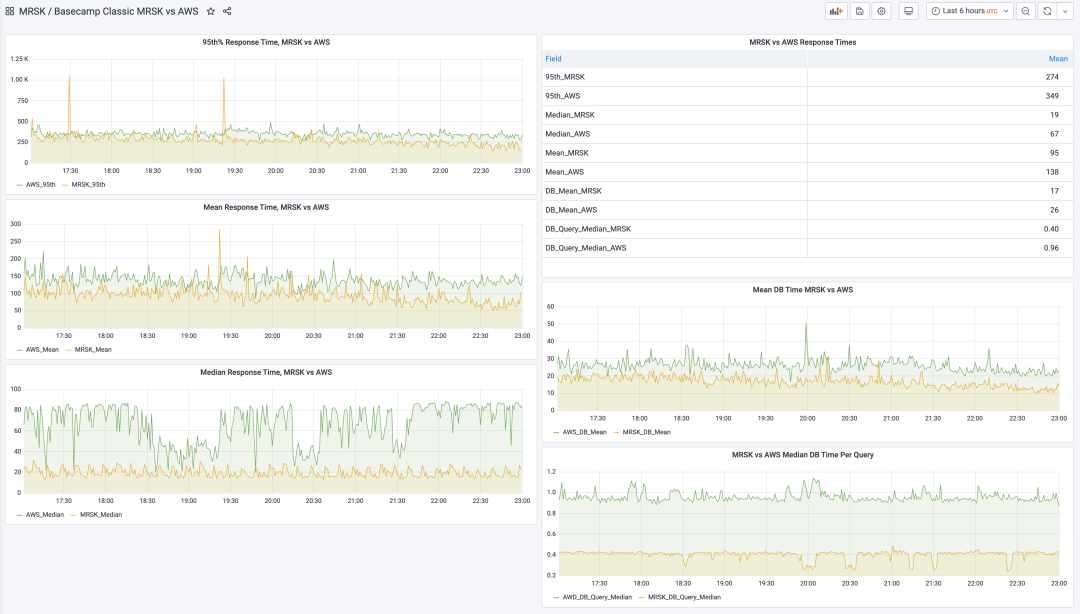 MRSK / Basecamp Classic MRSK vs AWS
Last 6 hours UTC
95th% Response Time, MRSK vs AWS
1.25 K
1.00 K
750
500
250
0
17:30 18:00 18:30 19:00 19:30 20:00 20:30 21:00 21:30 22:00 22:30 23:00
AWS_95th MRSK_95th
Mean Response Time, MRSK vs AWS
300
250
200
150
100
50
0
17:30 18:00 18:30 19:00 19:30 20:00 20:30 21:00 21:30 22:00 22:30 23:00
AWS_Mean MRSK_Mean
Median Response Time, MRSK vs AWS
100
80
60
40
20
0
17:30 18:00 18:30 19:00 19:30 20:00 20:30 21:00 21:30 22:00 22:30 23:00
AWS_Median MRSK_Median
MRSK vs AWS Response Times
Field Mean
95th_MRSK 274
95th_AWS 349
Median_MRSK 19
Median_AWS 67
Mean_MRSK 95
Mean_AWS 138
DB_Mean_MRSK 17
DB_Mean_AWS 26
DB_Query_Median_MRSK 0.40
DB_Query_Median_AWS 0.96
Mean DB Time MRSK vs AWS
60
50
40
30
20
10
0
17:30 18:00 18:30 19:00 19:30 20:00 20:30 21:00 21:30 22:00 22:30 23:00
AWS_DB_Mean MRSK_DB_Mean
MRSK vs AWS Median DB Time Per Query
1.2
1.0
0.8
0.6
0.4
0.2
17:30 18:00 18:30 19:00 19:30 20:00 20:30 21:00 21:30 22:00 22:30 23:00
AWD_DB_Query_Median MRSK_DB_Query_Median